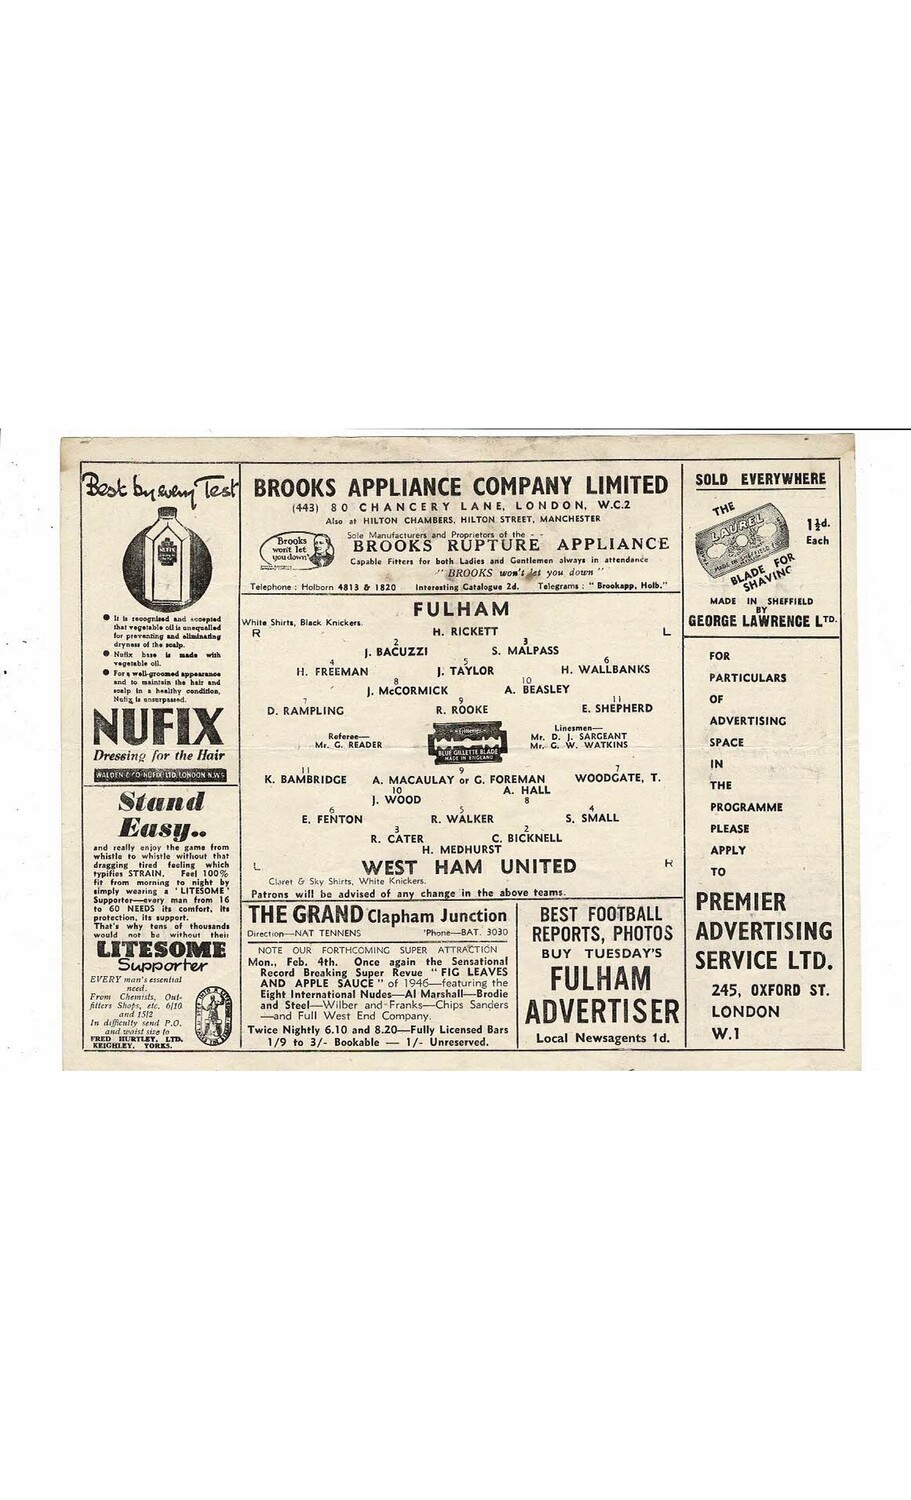 Best by every Test
NUFIX
● It is recognised and accepted
that vegetable oil is unequalled
for preventing and eliminating
dryness of the scalp.
● Nufix base is made with
vegetable oil.
● For a well-groomed appearance
and to maintain the hair and
scalp in a healthy condition,
Nufix is unsurpassed.
NUFIX
Dressing for the Hair
Stand
Easy..
and really enjoy the game from
whistle to whistle without that
dragging tired feeling which
typifies STRAIN. Feel 100%
fit from morning to night by
simply wearing a 'LITESOME'
Supporter—every man from 16
to 60 NEEDS its comfort, its
protection, its support.
That's why tens of thousands
would not be without their
LITESOME
Supporter
EVERY man's essential
need.
From Chemists, Out-
fitters Shops, etc. 6/10
and 15/2
In difficulty send P.O.
and waist size to
FRED HURTLEY, LTD.
KEIGHLEY, YORKS.
BROOKS APPLIANCE COMPANY LIMITED
(443) 80 CHANCERY LANE, LONDON, W.C.2
Also at HILTON CHAMBERS, HILTON STREET, MANCHESTER
Brooks
won't let
you down
Sole Manufacturers and Proprietors of the - -
BROOKS RUPTURE APPLIANCE
Capable Fitters for both Ladies and Gentlemen always in attendance
"BROOKS won't let you down"
Telephone : Holborn 4813 & 1820 Interesting Catalogue 2d. Telegrams : "Brookapp, Holb."
FULHAM
White Shirts, Black Knickers.
R H. RICKETT L
2 3
J. BACUZZI S. MALPASS
4 5 6
H. FREEMAN J. TAYLOR H. WALLBANKS
8 10
J. McCORMICK A. BEASLEY
7 9 11
D. RAMPLING R. ROOKE E. SHEPHERD
Referee—
Mr. G. READER
Gillette
BLUE GILLETTE BLADE
MADE IN ENGLAND
Linesmen—
Mr. D. J. SARGEANT
Mr. G. W. WATKINS
11 9 7
K. BAMBRIDGE A. MACAULAY or G. FOREMAN WOODGATE, T.
10 A. HALL
J. WOOD 8
6 5 4
E. FENTON R. WALKER S. SMALL
3 2
R. CATER C. BICKNELL
H. MEDHURST
L WEST HAM UNITED R
Claret & Sky Shirts, White Knickers.
Patrons will be advised of any change in the above teams.
THE GRAND Clapham Junction
Direction—NAT TENNENS 'Phone—BAT. 3030
NOTE OUR FORTHCOMING SUPER ATTRACTION
Mon., Feb. 4th. Once again the Sensational
Record Breaking Super Revue "FIG LEAVES
AND APPLE SAUCE" of 1946—featuring the
Eight International Nudes—Al Marshall—Brodie
and Steel—Wilber and Franks—Chips Sanders
—and Full West End Company.
Twice Nightly 6.10 and 8.20—Fully Licensed Bars
1/9 to 3/- Bookable — 1/- Unreserved.
BEST FOOTBALL
REPORTS, PHOTOS
BUY TUESDAY'S
FULHAM
ADVERTISER
Local Newsagents 1d.
SOLD EVERYWHERE
THE
LAUREL
MADE IN SHEFFIELD
BLADE FOR
SHAVING
1½d.
Each
MADE IN SHEFFIELD
BY
GEORGE LAWRENCE LTD.
FOR
PARTICULARS
OF
ADVERTISING
SPACE
IN
THE
PROGRAMME
PLEASE
APPLY
TO
PREMIER
ADVERTISING
SERVICE LTD.
245, OXFORD ST.
LONDON
W.1